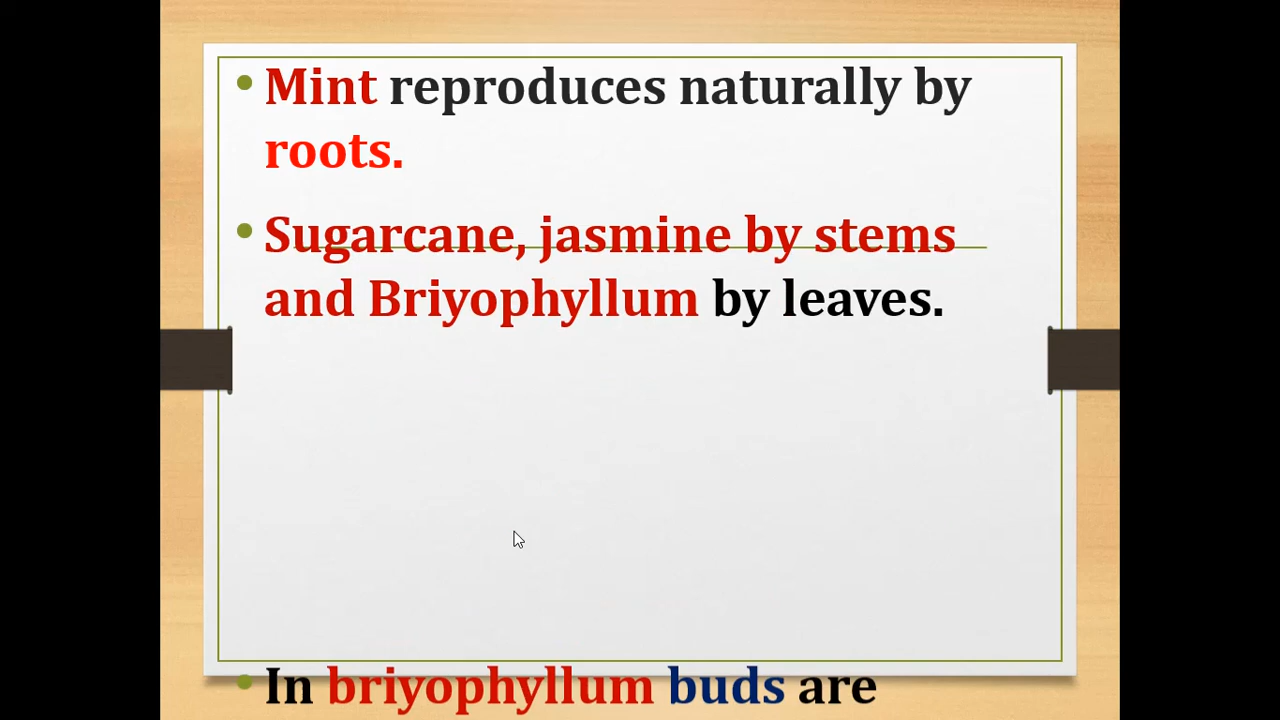 • Mint reproduces naturally by
roots.
• Sugarcane, jasmine by stems
and Briyophyllum by leaves.
• In briyophyllum buds are